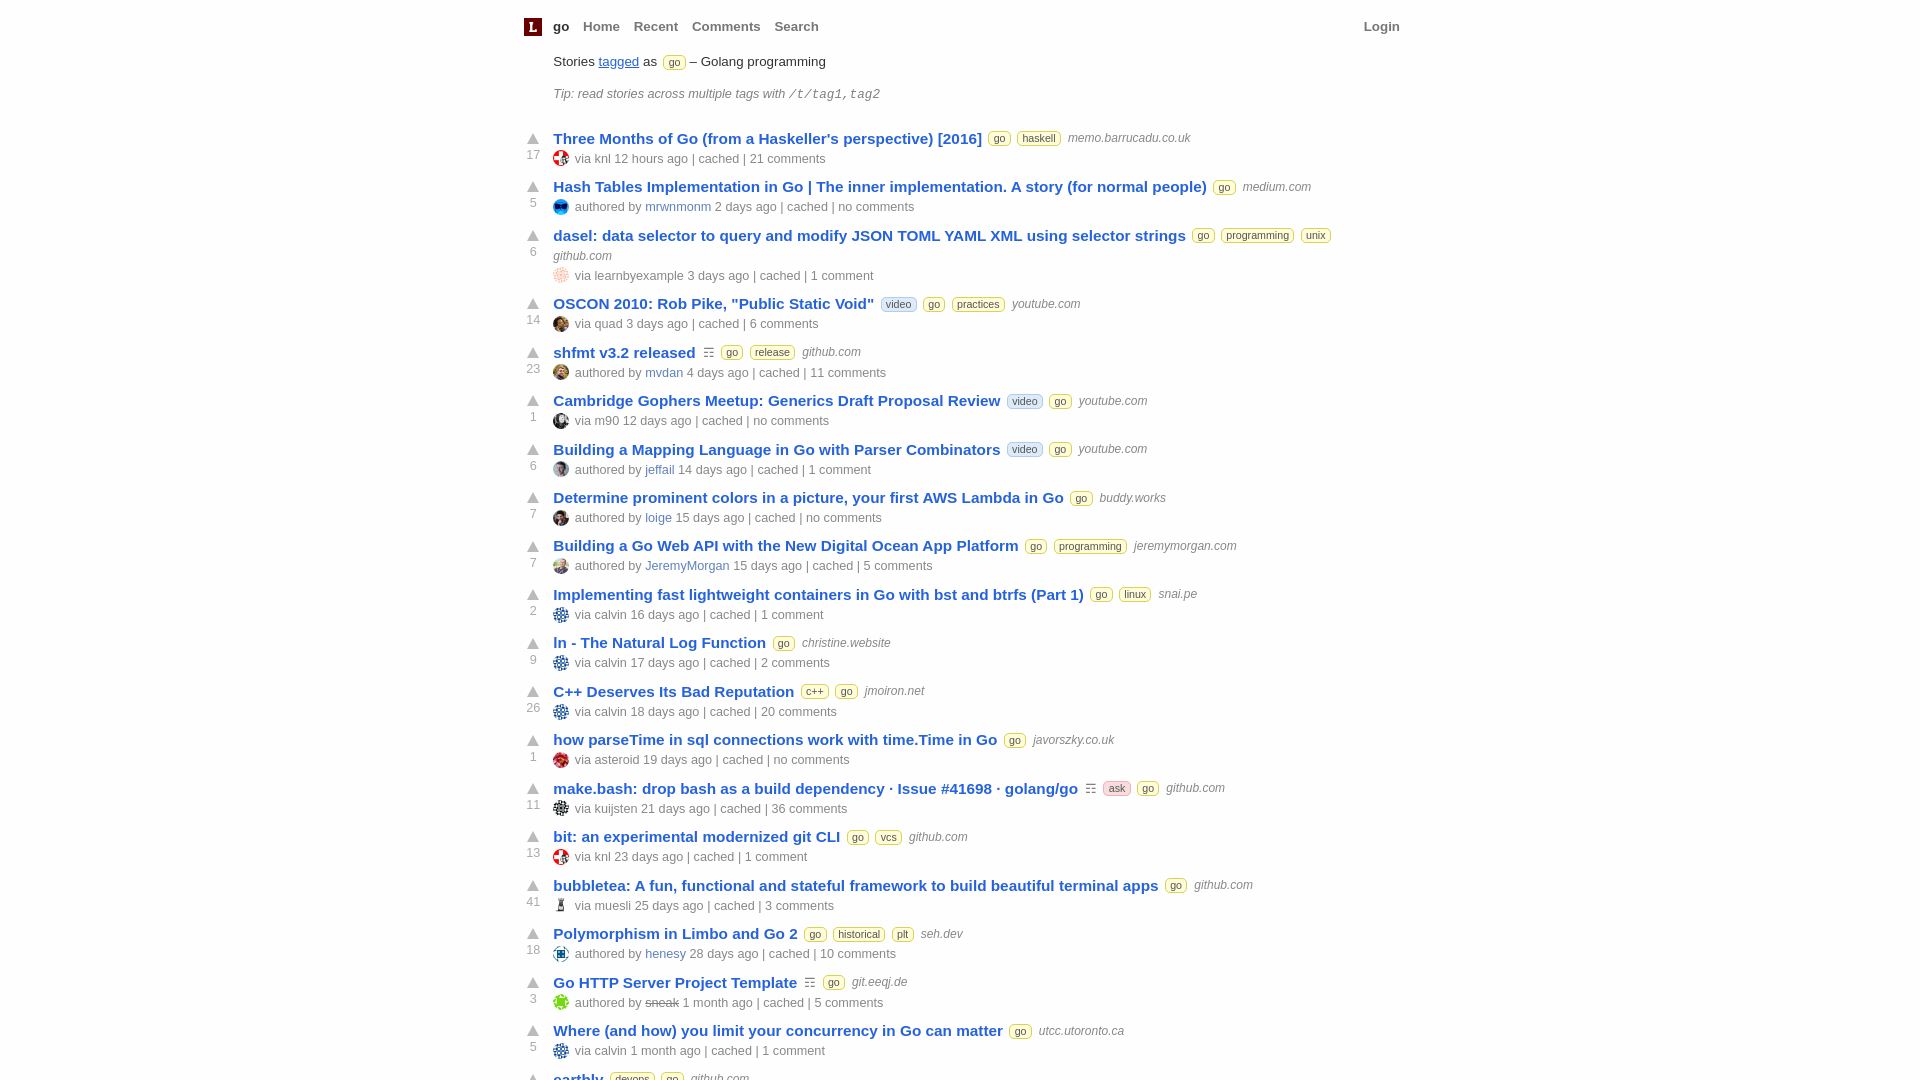 L go Home Recent Comments Search Login
Stories tagged as go – Golang programming
Tip: read stories across multiple tags with /t/tag1,tag2
Three Months of Go (from a Haskeller's perspective) [2016] go haskell memo.barrucadu.co.uk
17 via knl 12 hours ago | cached | 21 comments
Hash Tables Implementation in Go | The inner implementation. A story (for normal people) go medium.com
5 authored by mrwnmonm 2 days ago | cached | no comments
dasel: data selector to query and modify JSON TOML YAML XML using selector strings go programming unix
6 github.com
via learnbyexample 3 days ago | cached | 1 comment
OSCON 2010: Rob Pike, "Public Static Void" video go practices youtube.com
14 via quad 3 days ago | cached | 6 comments
shfmt v3.2 released ☶ go release github.com
23 authored by mvdan 4 days ago | cached | 11 comments
Cambridge Gophers Meetup: Generics Draft Proposal Review video go youtube.com
1 via m90 12 days ago | cached | no comments
Building a Mapping Language in Go with Parser Combinators video go youtube.com
6 authored by jeffail 14 days ago | cached | 1 comment
Determine prominent colors in a picture, your first AWS Lambda in Go go buddy.works
7 authored by loige 15 days ago | cached | no comments
Building a Go Web API with the New Digital Ocean App Platform go programming jeremymorgan.com
7 authored by JeremyMorgan 15 days ago | cached | 5 comments
Implementing fast lightweight containers in Go with bst and btrfs (Part 1) go linux snai.pe
2 via calvin 16 days ago | cached | 1 comment
ln - The Natural Log Function go christine.website
9 via calvin 17 days ago | cached | 2 comments
C++ Deserves Its Bad Reputation c++ go jmoiron.net
26 via calvin 18 days ago | cached | 20 comments
how parseTime in sql connections work with time.Time in Go go javorszky.co.uk
1 via asteroid 19 days ago | cached | no comments
make.bash: drop bash as a build dependency · Issue #41698 · golang/go ☶ ask go github.com
11 via kuijsten 21 days ago | cached | 36 comments
bit: an experimental modernized git CLI go vcs github.com
13 via knl 23 days ago | cached | 1 comment
bubbletea: A fun, functional and stateful framework to build beautiful terminal apps go github.com
41 via muesli 25 days ago | cached | 3 comments
Polymorphism in Limbo and Go 2 go historical plt seh.dev
18 authored by henesy 28 days ago | cached | 10 comments
Go HTTP Server Project Template ☶ go git.eeqj.de
3 authored by sneak 1 month ago | cached | 5 comments
Where (and how) you limit your concurrency in Go can matter go utcc.utoronto.ca
5 via calvin 1 month ago | cached | 1 comment
earthly devops go github.com